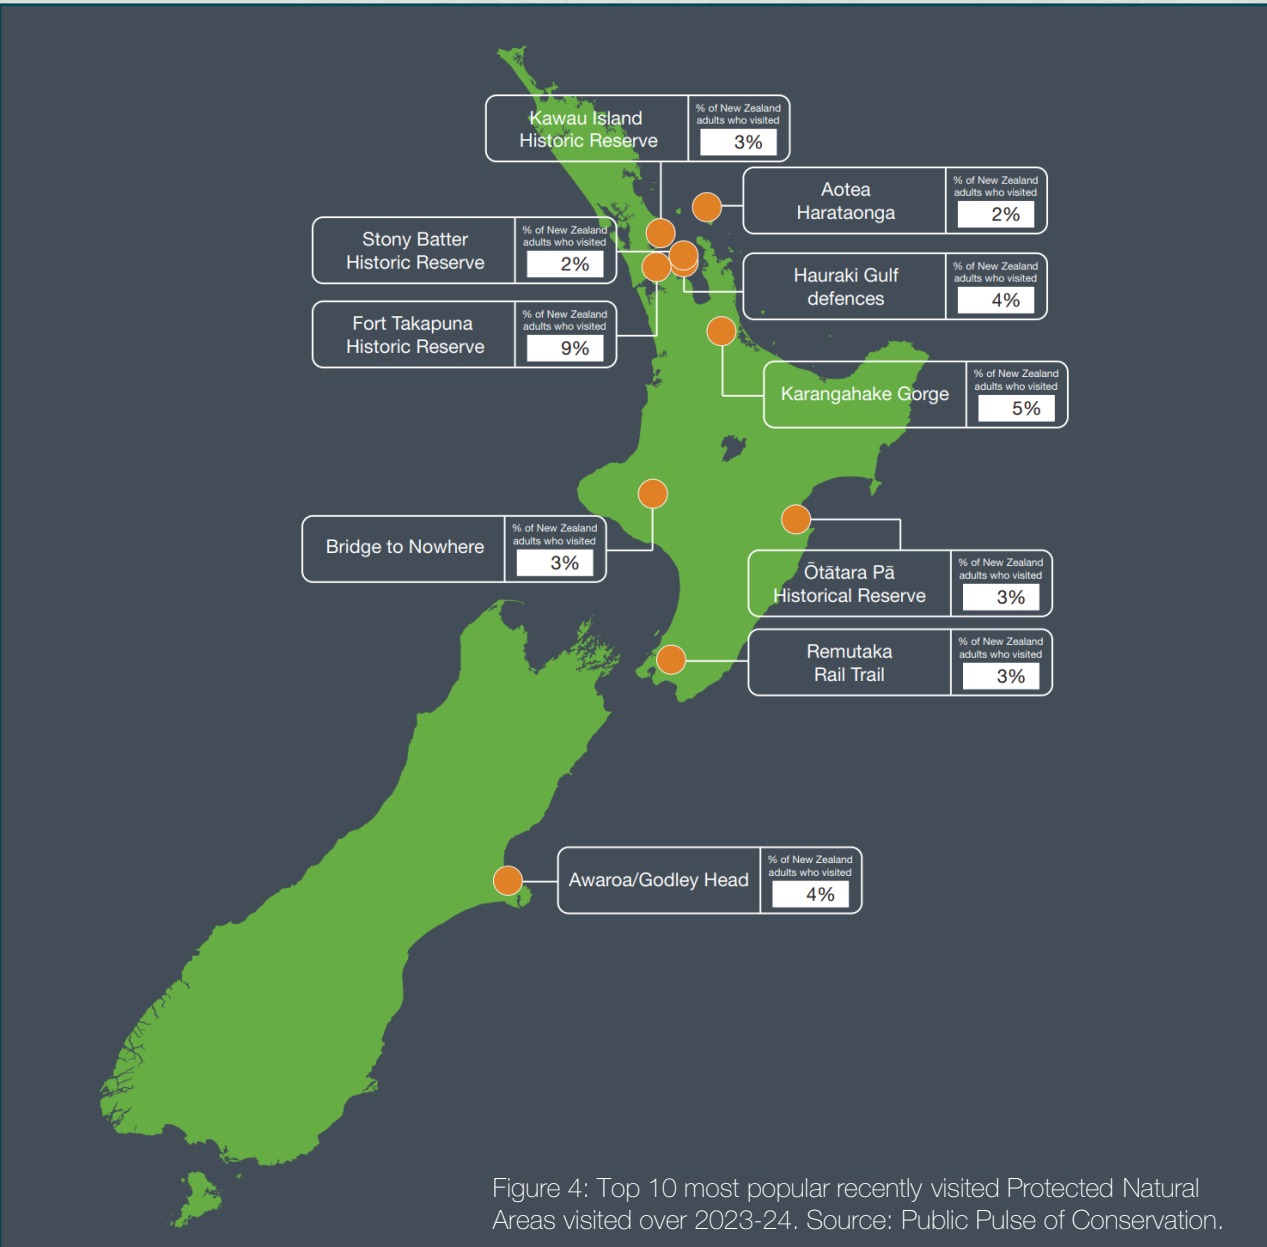 Kawau Island
Historic Reserve
% of New Zealand
adults who visited
3%
Aotea
Harataonga
% of New Zealand
adults who visited
2%
Stony Batter
Historic Reserve
% of New Zealand
adults who visited
2%
Hauraki Gulf
defences
% of New Zealand
adults who visited
4%
Fort Takapuna
Historic Reserve
% of New Zealand
adults who visited
9%
Karangahake Gorge
% of New Zealand
adults who visited
5%
Bridge to Nowhere
% of New Zealand
adults who visited
3%
Ōtātara Pā
Historical Reserve
% of New Zealand
adults who visited
3%
Remutaka
Rail Trail
% of New Zealand
adults who visited
3%
Awaroa/Godley Head
% of New Zealand
adults who visited
4%
Figure 4: Top 10 most popular recently visited Protected Natural
Areas visited over 2023-24. Source: Public Pulse of Conservation.